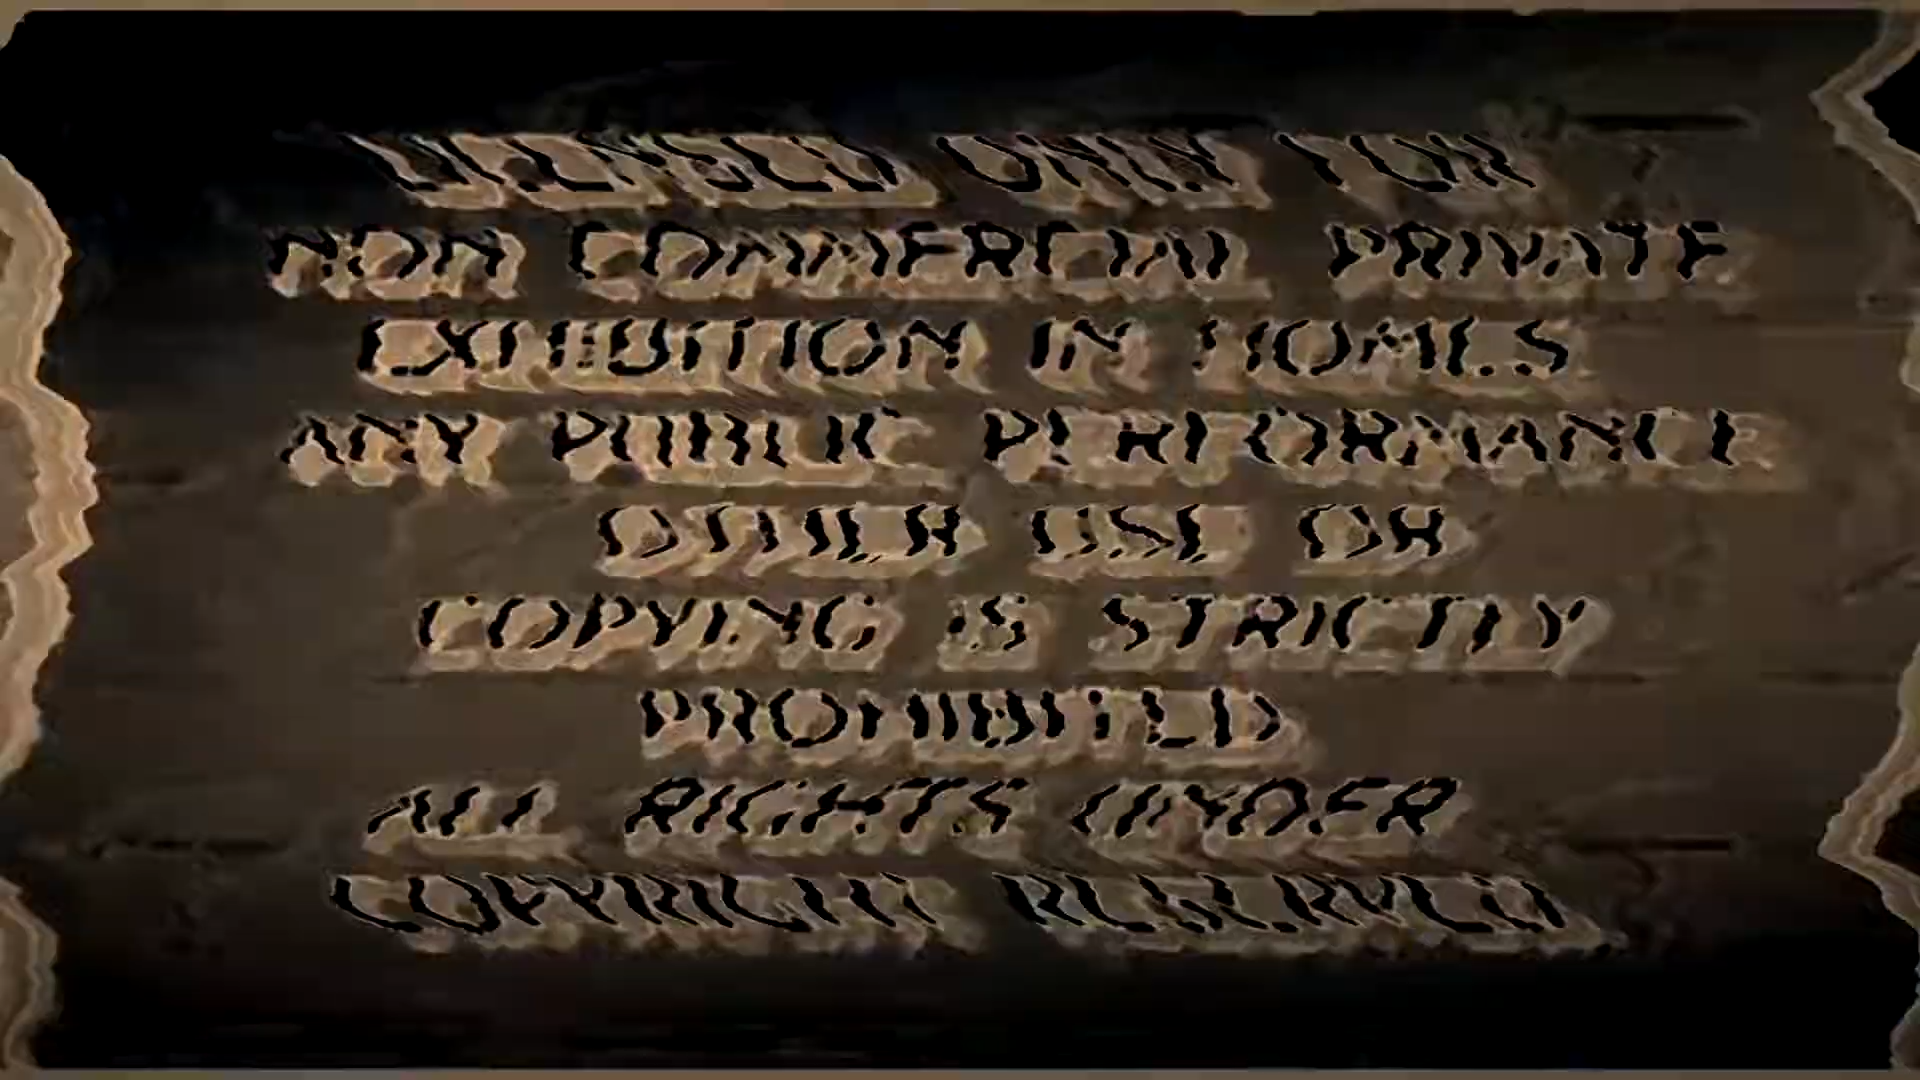 LICENSED ONLY FOR
NON COMMERCIAL PRIVATE
EXHIBITION IN HOMES
ANY PUBLIC PERFORMANCE
OTHER USE OR
COPYING IS STRICTLY
PROHIBITED
ALL RIGHTS UNDER
COPYRIGHT RESERVED